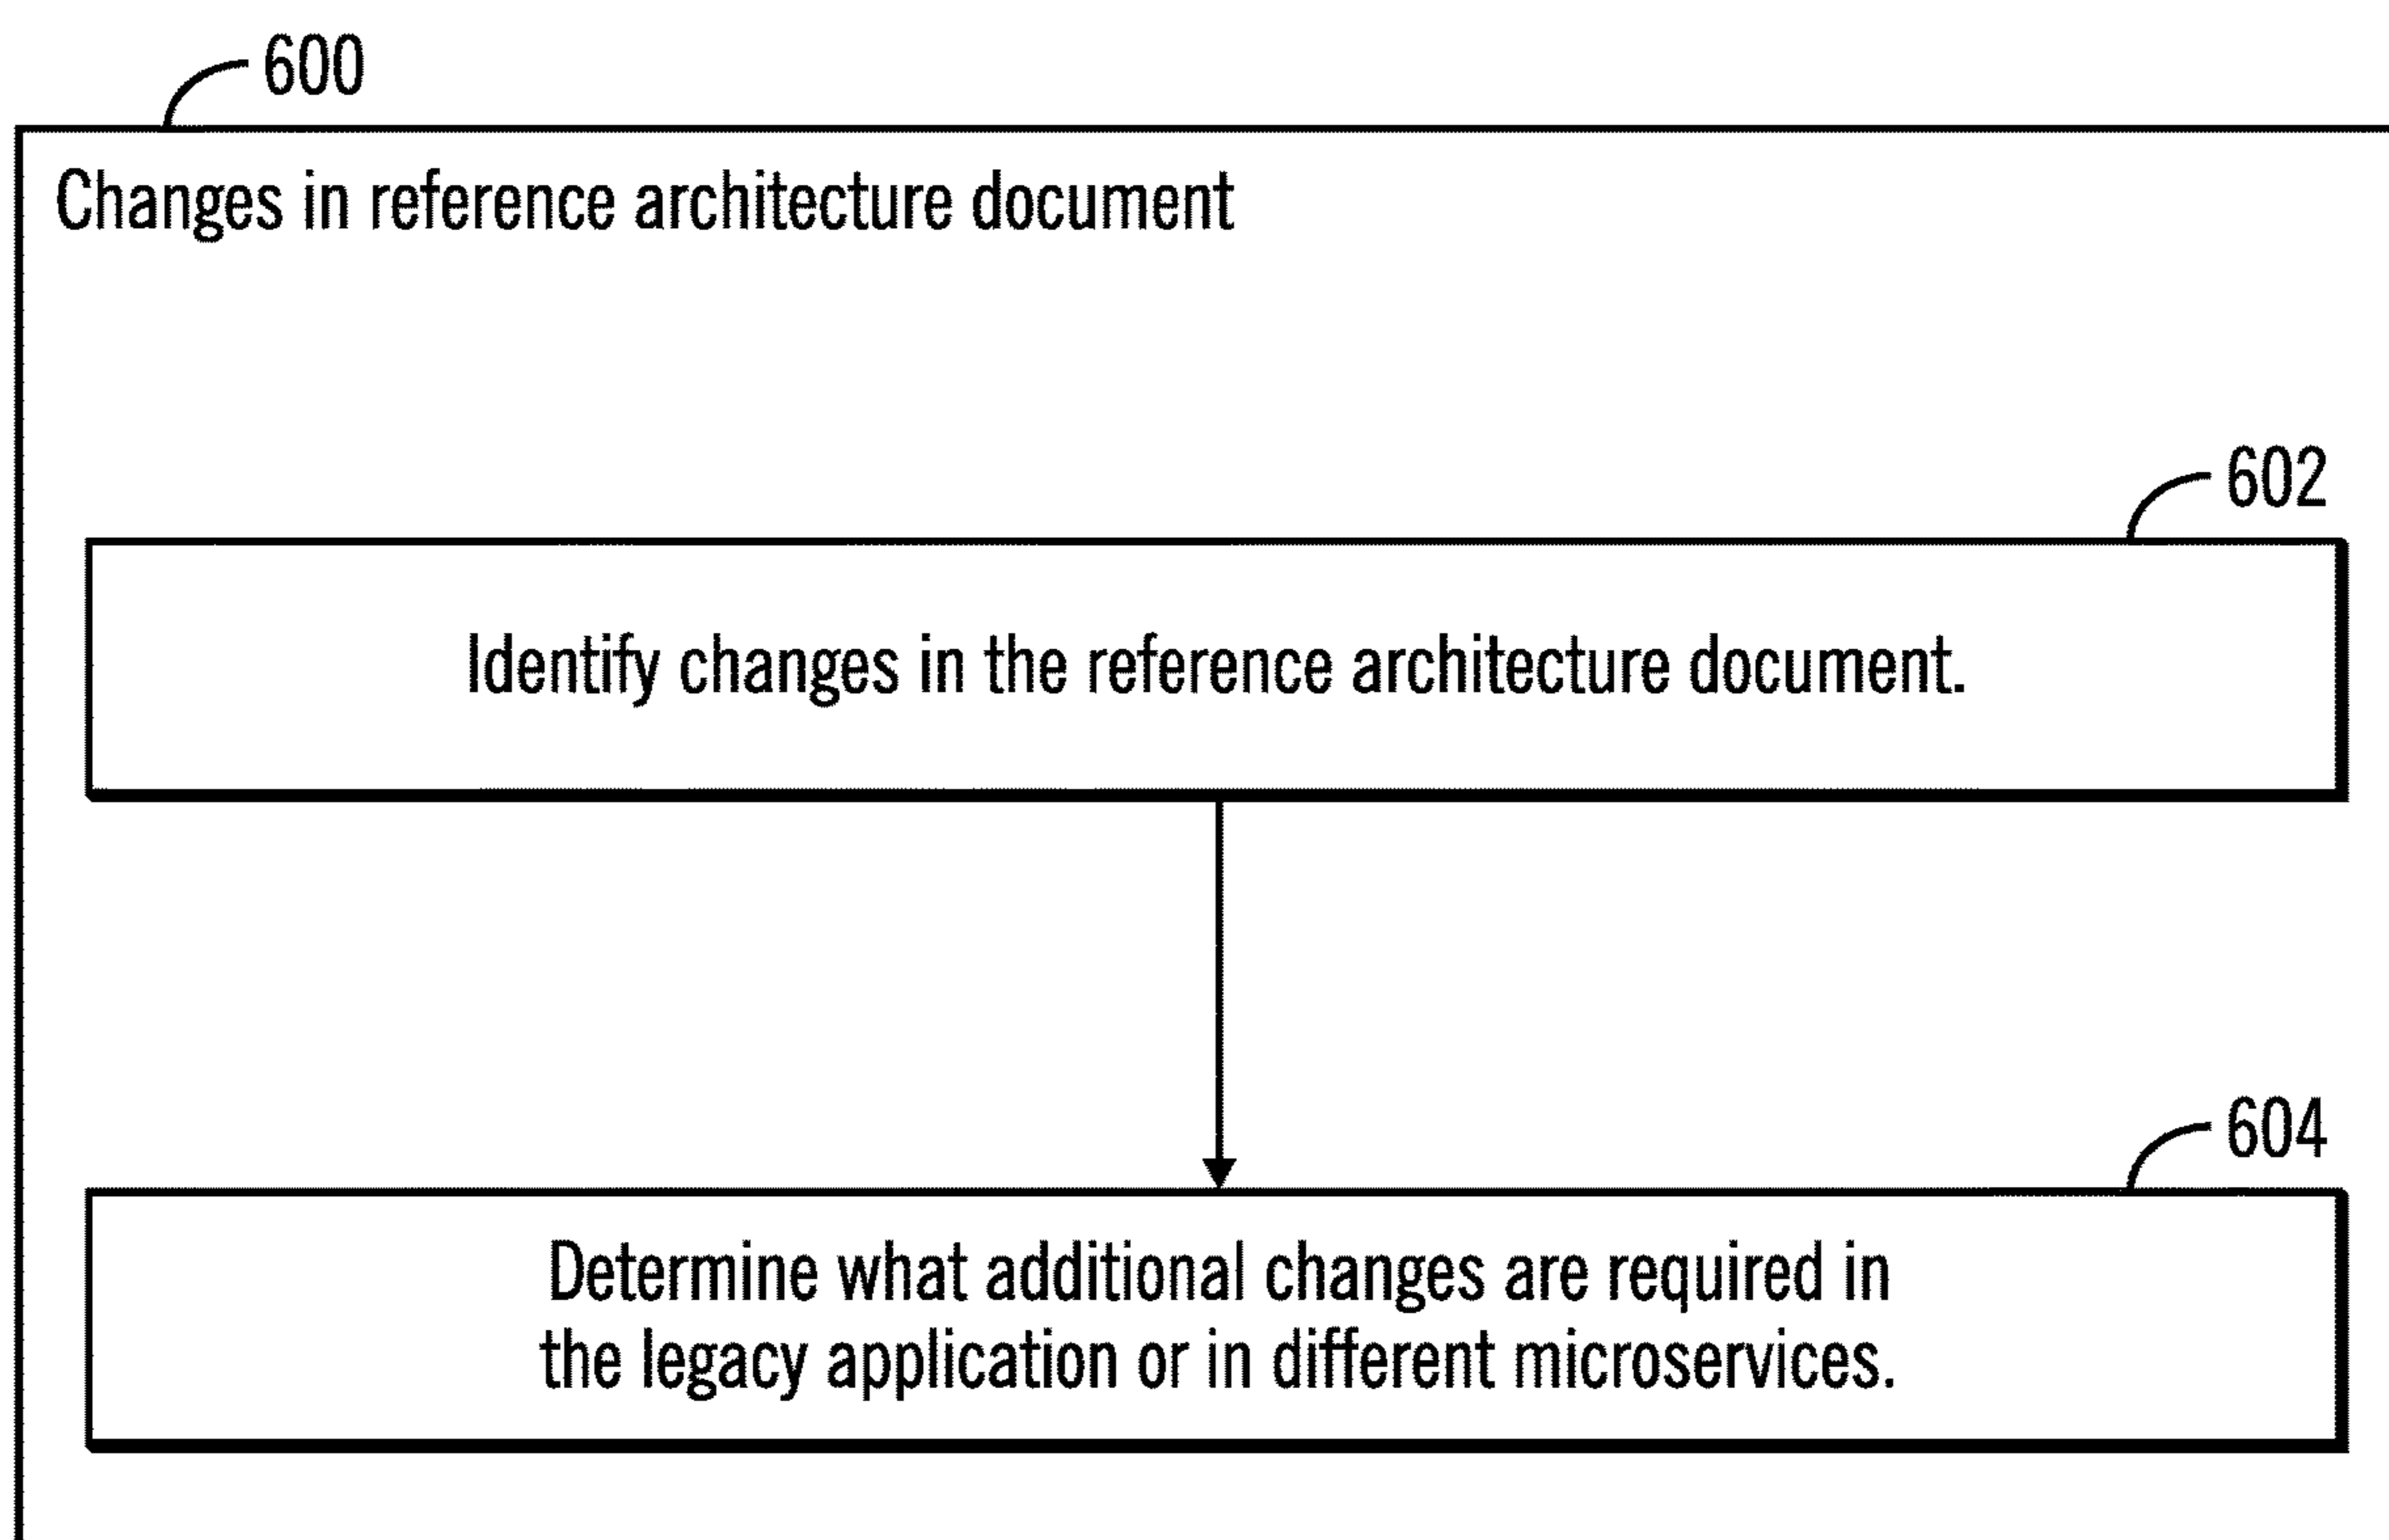 600
Changes in reference architecture document
602
Identify changes in the reference architecture document.
604
Determine what additional changes are required in
the legacy application or in different microservices.